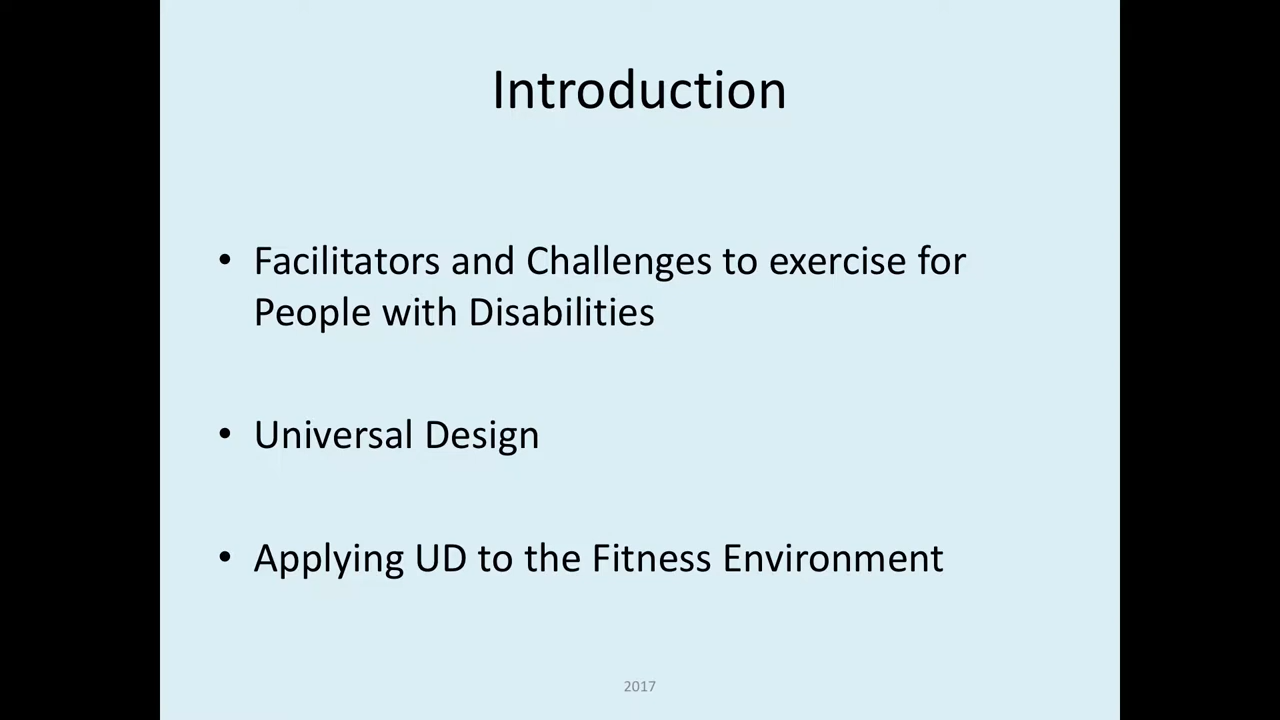 Introduction
• Facilitators and Challenges to exercise for
People with Disabilities
• Universal Design
• Applying UD to the Fitness Environment
2017